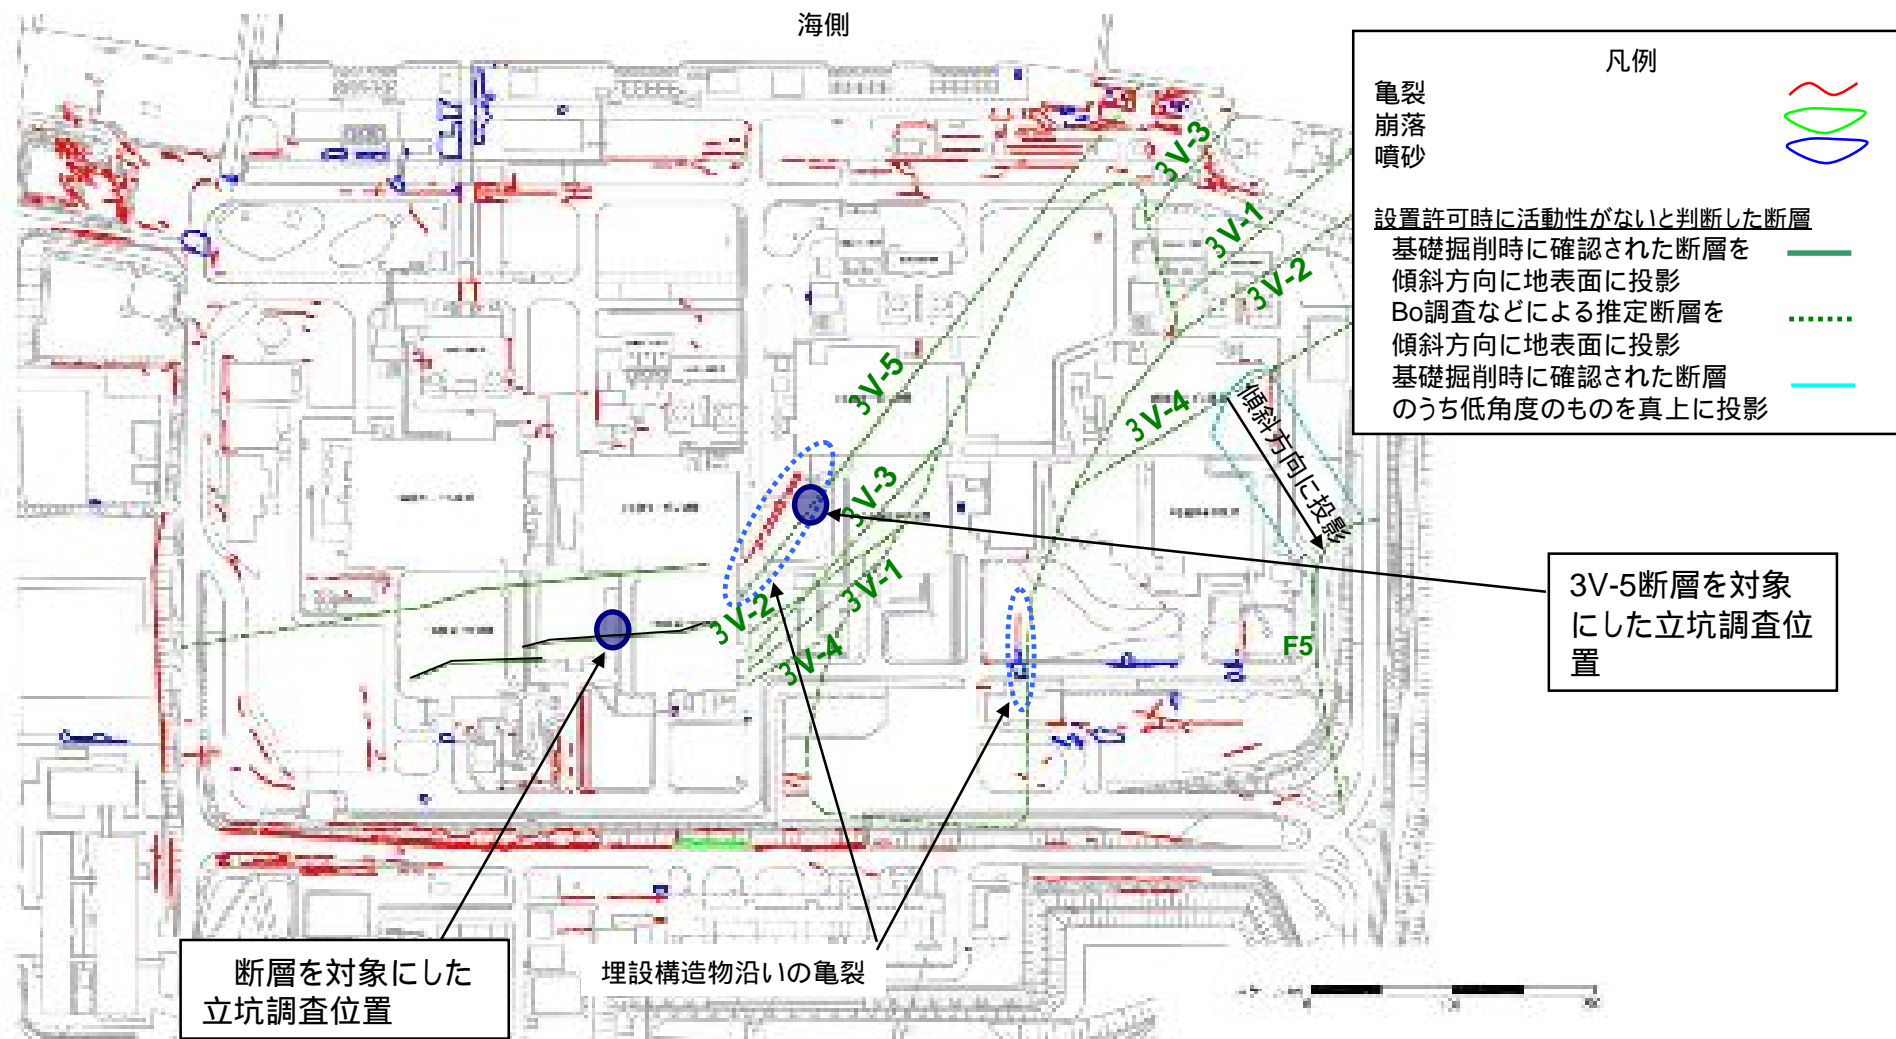 海側
凡例
亀裂
崩落
噴砂
設置許可時に活動性がないと判断した断層
基礎掘削時に確認された断層を
傾斜方向に地表面に投影
Bo調査などによる推定断層を
傾斜方向に地表面に投影
基礎掘削時に確認された断層
のうち低角度のものを真上に投影
3V-3
3V-1
3V-2
3V-5
3V-4
傾斜方向に投影
3V-3
3V-1
3V-2
3V-4
F5
3V-5断層を対象
にした立坑調査位
置
断層を対象にした
立坑調査位置
埋設構造物沿いの亀裂